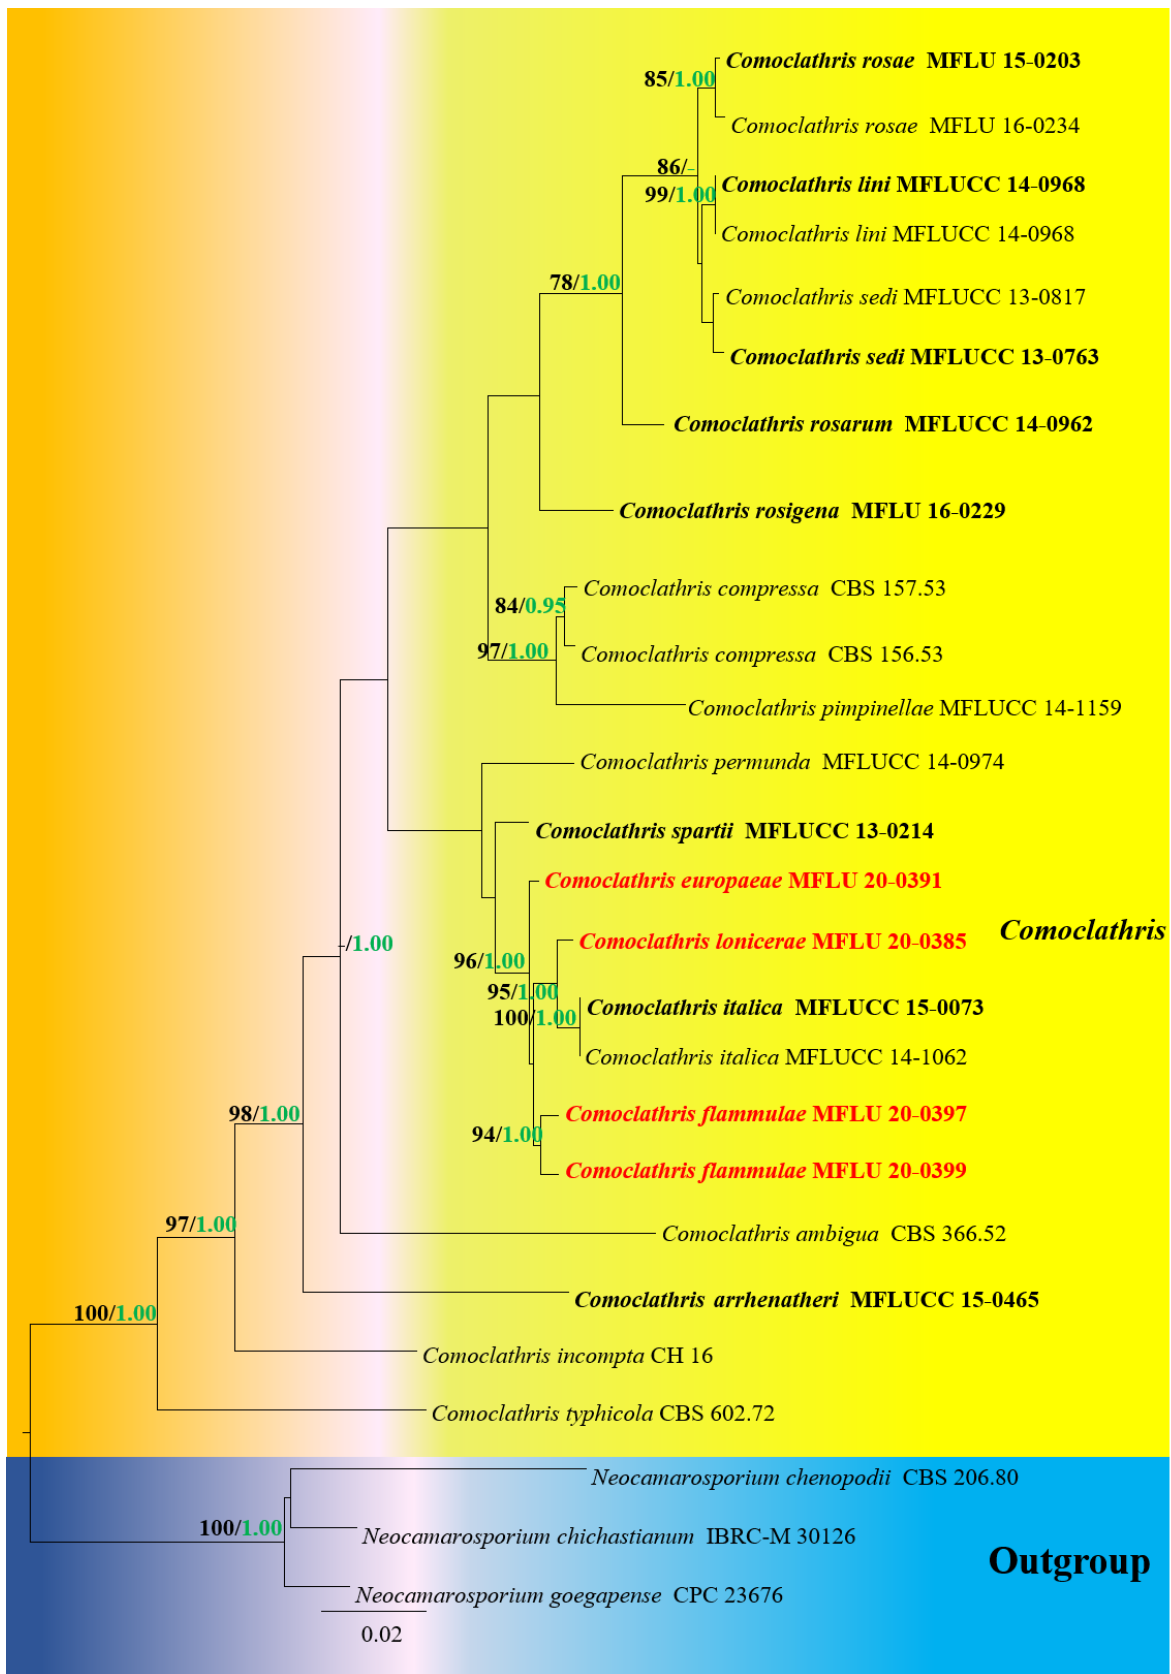 Comoclathris rosae MFLU 15-0203
85/1.00
Comoclathris rosae MFLU 16-0234
86/-
Comoclathris lini MFLUCC 14-0968
99/1.00
Comoclathris lini MFLUCC 14-0968
78/1.00
Comoclathris sedi MFLUCC 13-0817
Comoclathris sedi MFLUCC 13-0763
Comoclathris rosarum MFLUCC 14-0962
Comoclathris rosigena MFLU 16-0229
Comoclathris compressa CBS 157.53
84/0.95
97/1.00
Comoclathris compressa CBS 156.53
Comoclathris pimpinellae MFLUCC 14-1159
Comoclathris permunda MFLUCC 14-0974
Comoclathris spartii MFLUCC 13-0214
Comoclathris europaeae MFLU 20-0391
Comoclathris
-/1.00
Comoclathris lonicerae MFLU 20-0385
96/1.00
95/1.00
Comoclathris italica MFLUCC 15-0073
100/1.00
Comoclathris italica MFLUCC 14-1062
98/1.00
Comoclathris flammulae MFLU 20-0397
94/1.00
Comoclathris flammulae MFLU 20-0399
97/1.00
Comoclathris ambigua CBS 366.52
Comoclathris arrhenatheri MFLUCC 15-0465
100/1.00
Comoclathris incompta CH 16
Comoclathris typhicola CBS 602.72
Neocamarosporium chenopodii CBS 206.80
100/1.00
Neocamarosporium chichastianum IBRC-M 30126
Outgroup
Neocamarosporium goegapense CPC 23676
0.02